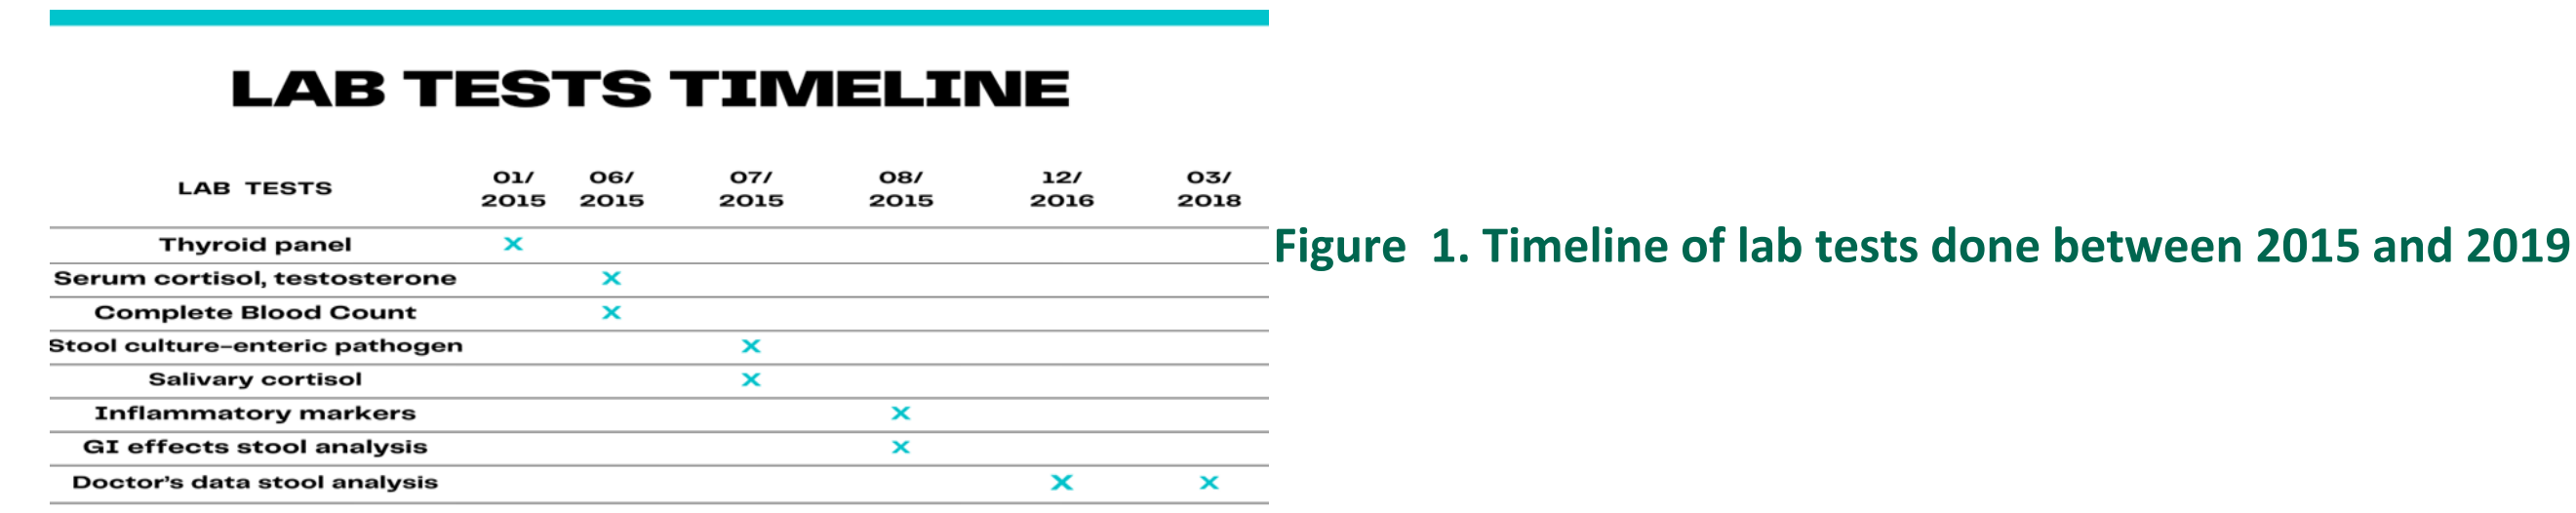 LAB TESTS TIMELINE
LAB TESTS 01/ 2015 06/ 2015 07/ 2015 08/ 2015 12/ 2016 03/ 2018
Thyroid panel X
Serum cortisol, testosterone X
Complete Blood Count X
Stool culture-enteric pathogen X
Salivary cortisol X
Inflammatory markers X
GI effects stool analysis X
Doctor's data stool analysis X X
Figure 1. Timeline of lab tests done between 2015 and 2019